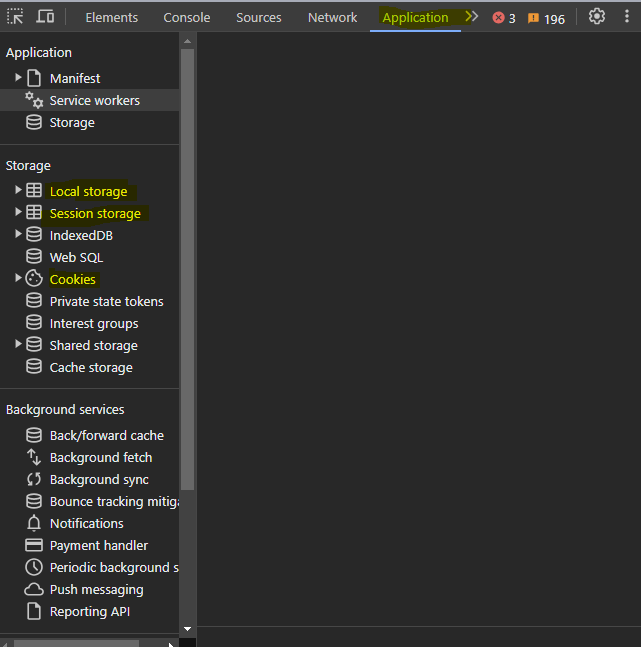 Elements Console Sources Network Application 3 196
Application
Manifest
Service workers
Storage
Storage
Local storage
Session storage
IndexedDB
Web SQL
Cookies
Private state tokens
Interest groups
Shared storage
Cache storage
Background services
Back/forward cache
Background fetch
Background sync
Bounce tracking mitiga
Notifications
Payment handler
Periodic background s
Push messaging
Reporting API